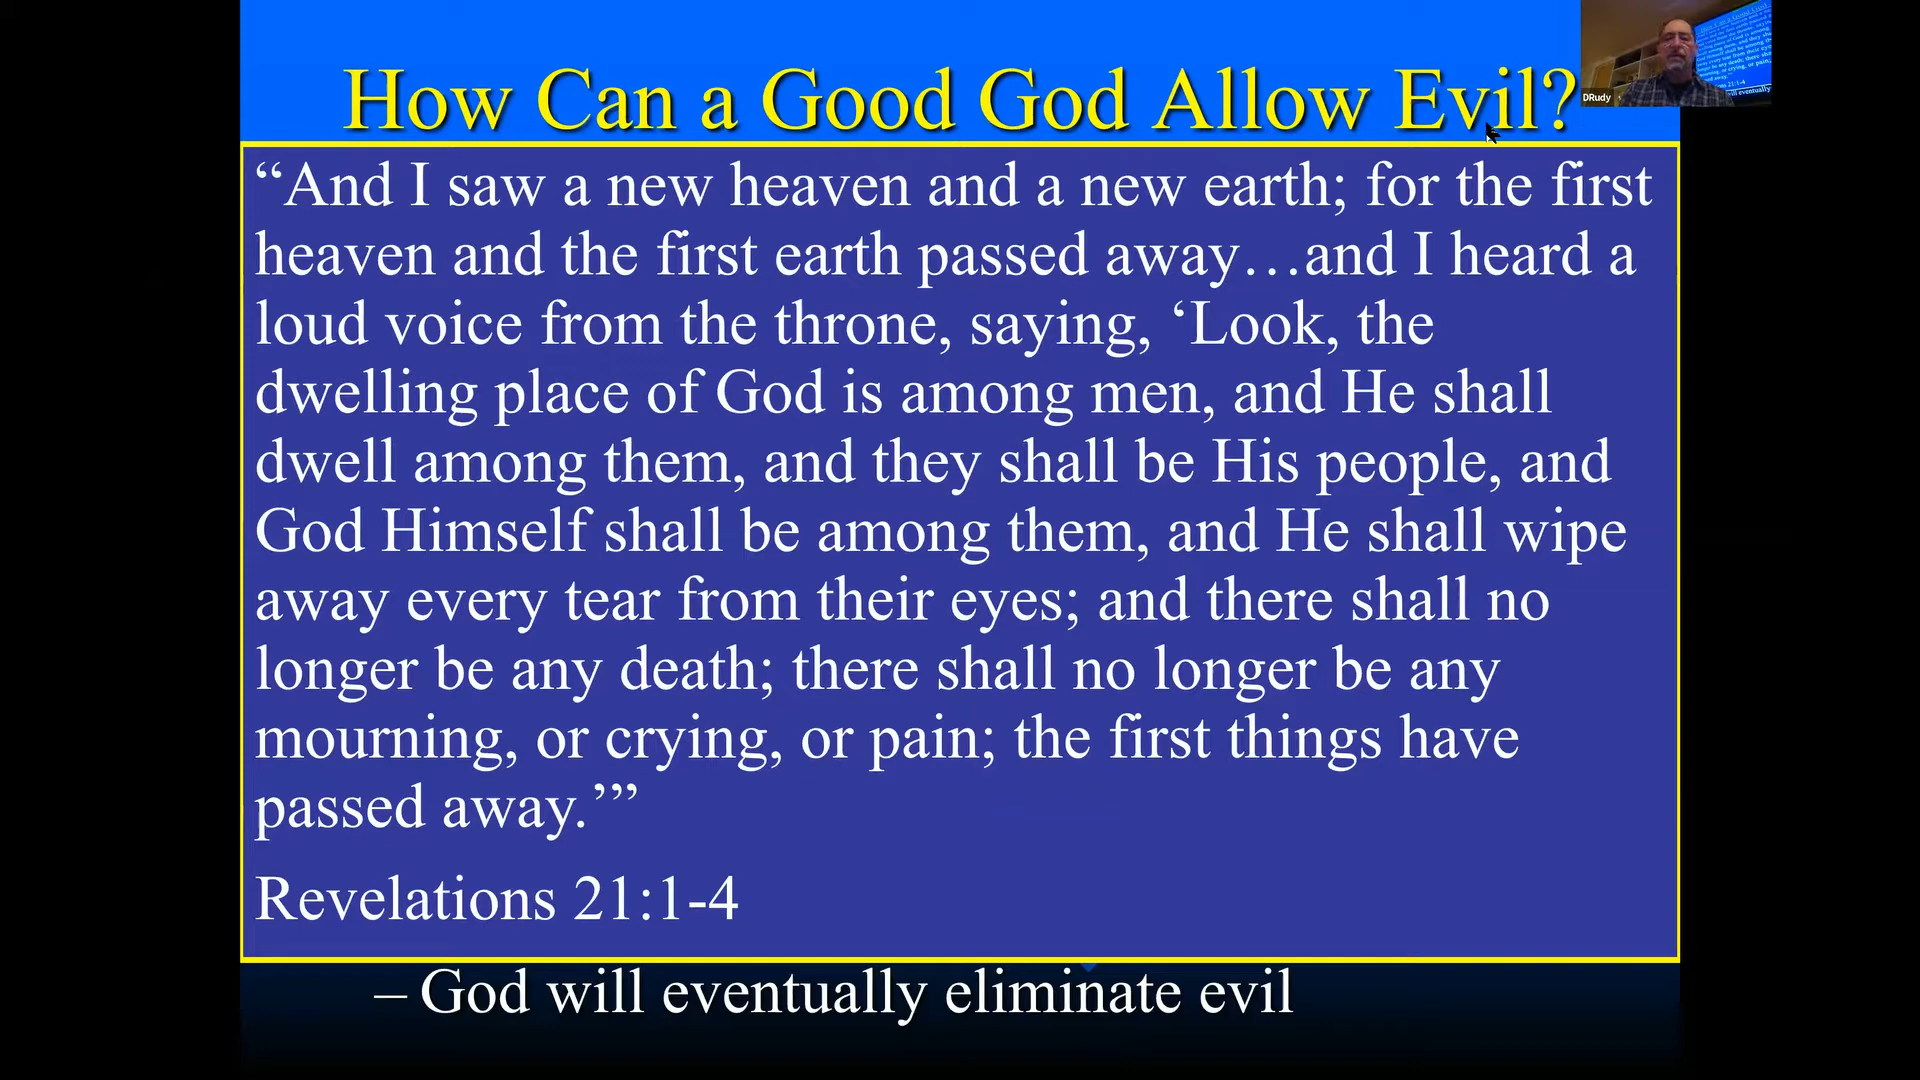 How Can a Good God Allow Evil?
DRudy
“And I saw a new heaven and a new earth; for the first
heaven and the first earth passed away…and I heard a
loud voice from the throne, saying, ‘Look, the
dwelling place of God is among men, and He shall
dwell among them, and they shall be His people, and
God Himself shall be among them, and He shall wipe
away every tear from their eyes; and there shall no
longer be any death; there shall no longer be any
mourning, or crying, or pain; the first things have
passed away.’”
Revelations 21:1-4
– God will eventually eliminate evil